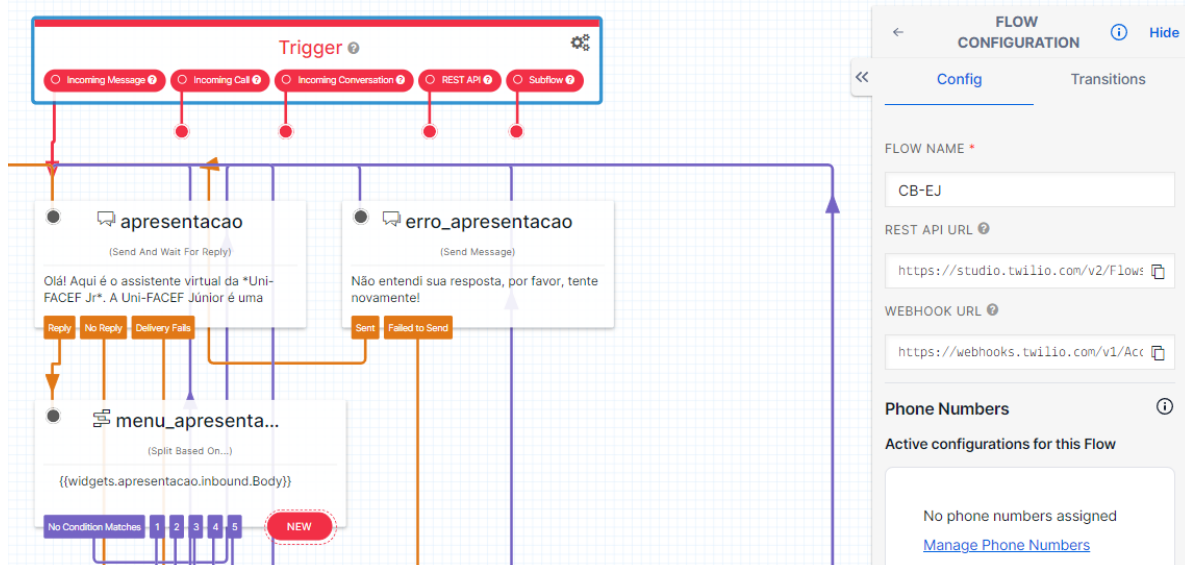 Trigger
Incoming Message
Incoming Call
Incoming Conversation
REST API
Subflow
apresentacao
(Send And Wait For Reply)
Olá! Aqui é o assistente virtual da *Uni-
FACEF Jr*. A Uni-FACEF Júnior é uma
Reply
No Reply
Delivery Fails
erro_apresentacao
(Send Message)
Não entendi sua resposta, por favor, tente
novamente!
Sent
Failed to Send
menu_apresenta...
(Split Based On...)
{{widgets.apresentacao.inbound.Body}}
No Condition Matches
1
2
3
4
5
NEW
FLOW
CONFIGURATION
Hide
Config
Transitions
FLOW NAME *
CB-EJ
REST API URL
https://studio.twilio.com/v2/Flows
WEBHOOK URL
https://webhooks.twilio.com/v1/Acc
Phone Numbers
Active configurations for this Flow
No phone numbers assigned
Manage Phone Numbers